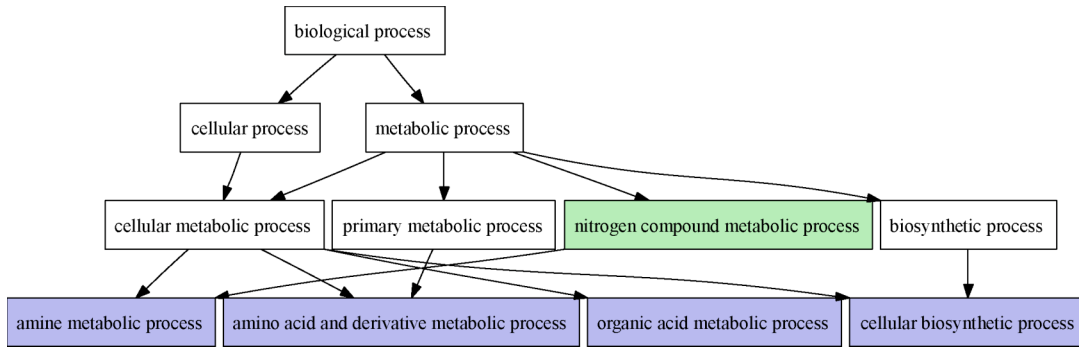 biological process
cellular process
metabolic process
cellular metabolic process
primary metabolic process
nitrogen compound metabolic process
biosynthetic process
amine metabolic process
amino acid and derivative metabolic process
organic acid metabolic process
cellular biosynthetic process